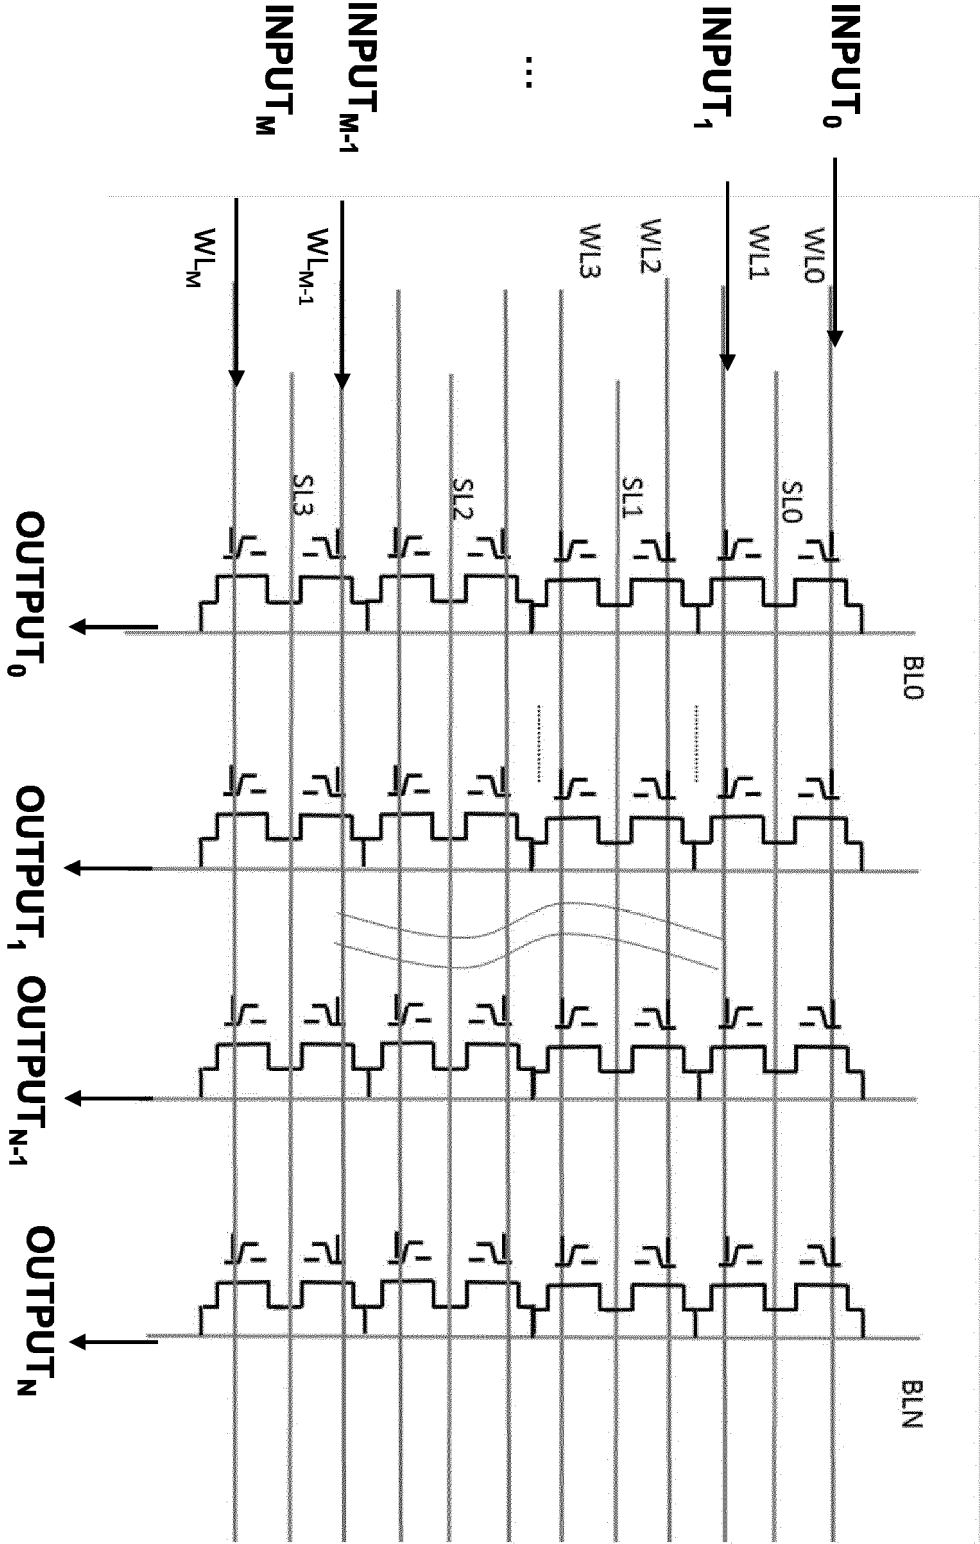 INPUT0
INPUT1
...
INPUTM-1
INPUTM
WL0
WL1
WL2
WL3
WLM-1
WLM
SL0
SL1
SL2
SL3
BL0
BLN
OUTPUT0
OUTPUT1
OUTPUTN-1
OUTPUTN